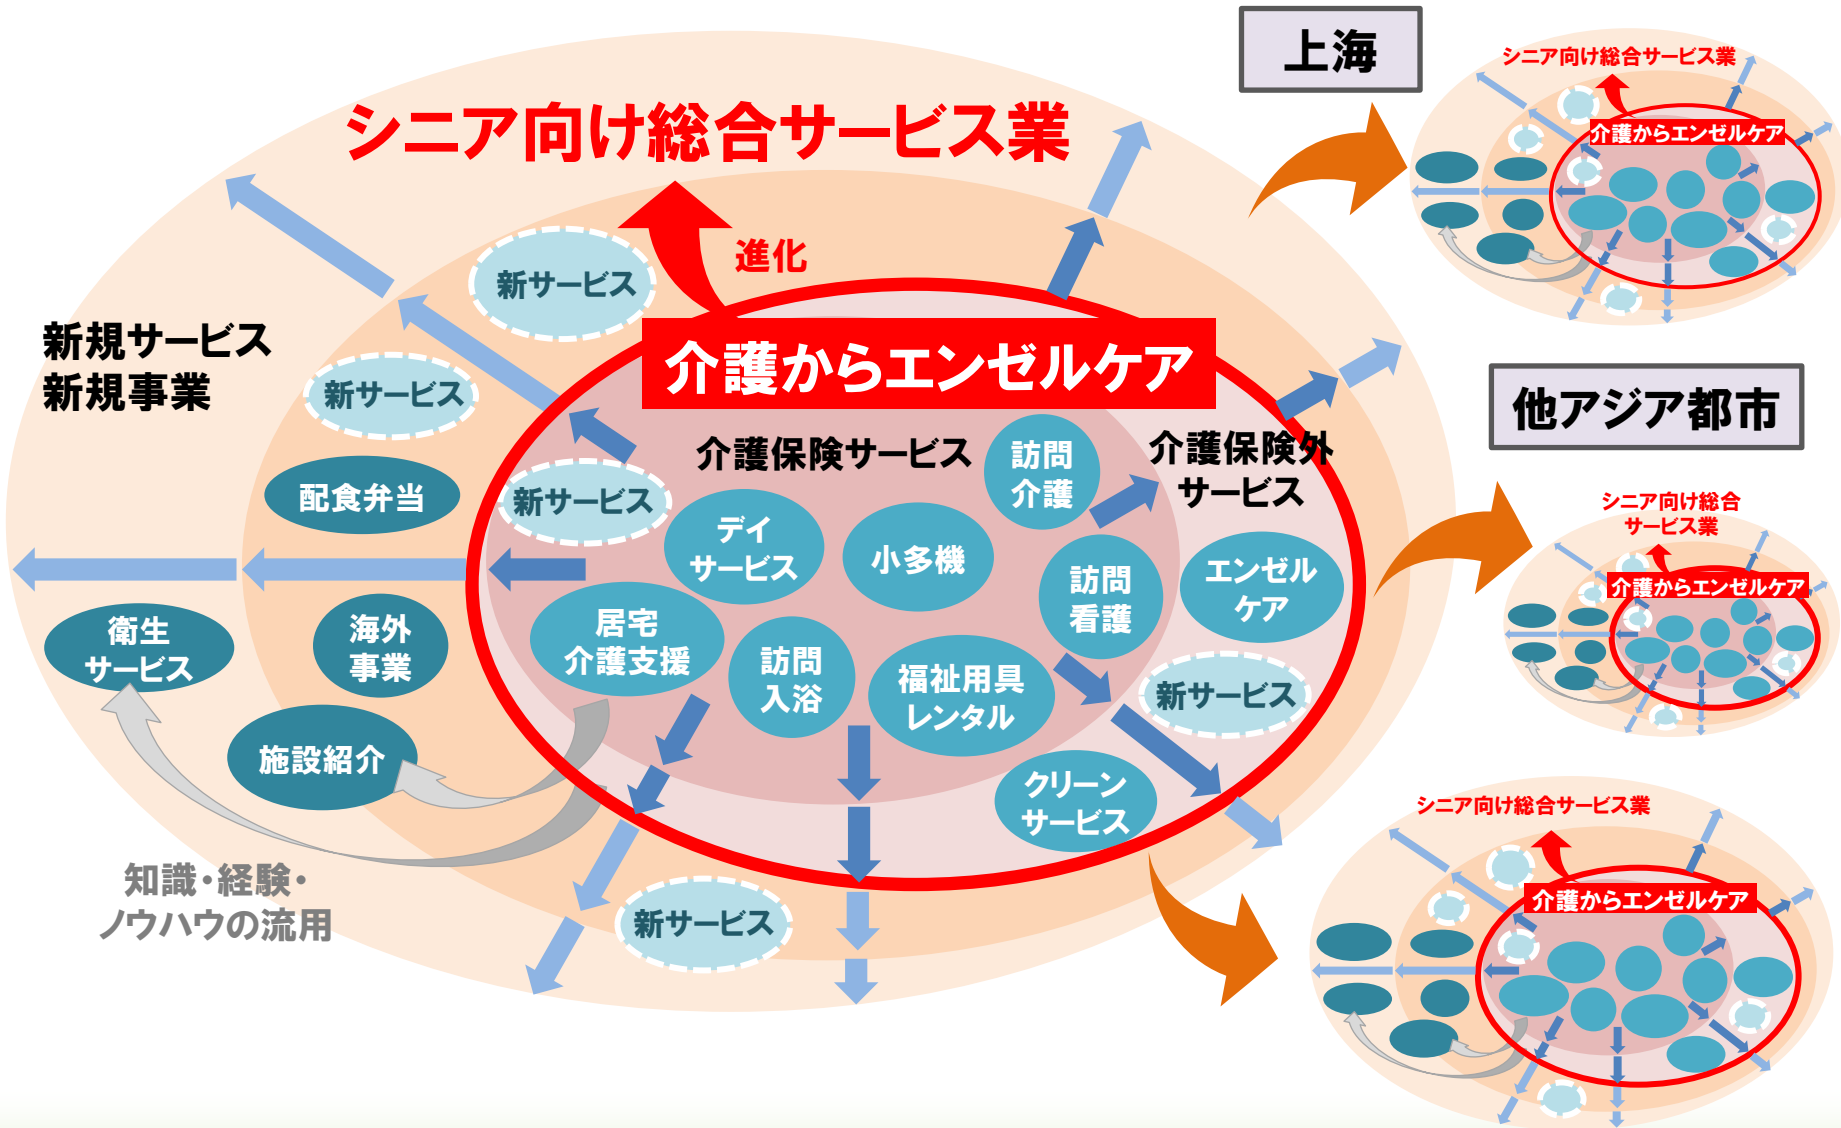 シニア向け総合サービス業
進化
新サービス
新サービス
新規サービス
新規事業
介護からエンゼルケア
介護保険サービス
介護保険外
サービス
訪問
介護
新サービス
配食弁当
デイ
サービス
小多機
訪問
看護
エンゼル
ケア
衛生
サービス
海外
事業
居宅
介護支援
訪問
入浴
福祉用具
レンタル
新サービス
施設紹介
クリーン
サービス
知識・経験・
ノウハウの流用
新サービス
上海
シニア向け総合サービス業
介護からエンゼルケア
他アジア都市
シニア向け総合
サービス業
介護からエンゼルケア
シニア向け総合サービス業
介護からエンゼルケア